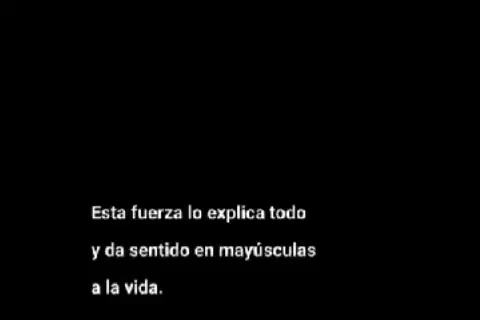 Esta fuerza lo explica todo
y da sentido en mayúsculas
a la vida.